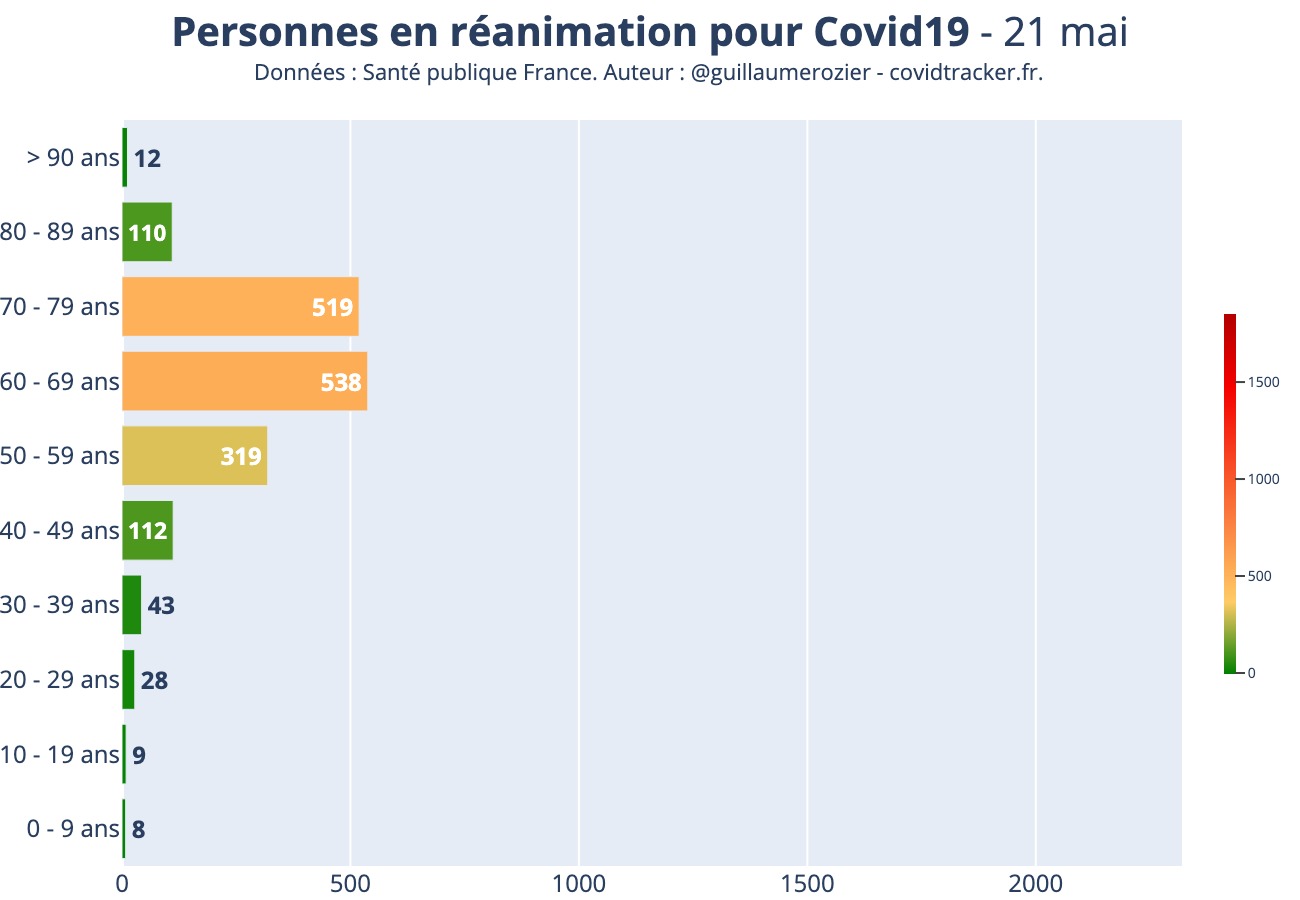 Personnes en réanimation pour Covid19 - 21 mai
Données : Santé publique France. Auteur : @guillaumerozier - covidtracker.fr.
> 90 ans 12
80 - 89 ans 110
70 - 79 ans 519
60 - 69 ans 538
50 - 59 ans 319
40 - 49 ans 112
30 - 39 ans 43
20 - 29 ans 28
10 - 19 ans 9
0 - 9 ans 8
0 500 1000 1500 2000
1500
1000
500
0